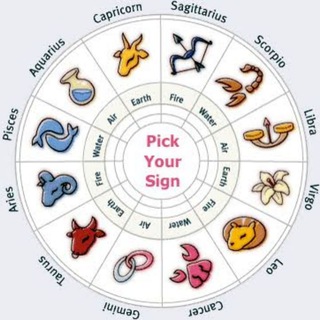 Capricorn
Sagittarius
Scorpio
Libra
Virgo
Leo
Cancer
Gemini
Taurus
Aries
Pisces
Aquarius
Earth
Fire
Water
Air
Earth
Fire
Water
Air
Earth
Fire
Water
Air
Pick
Your
Sign